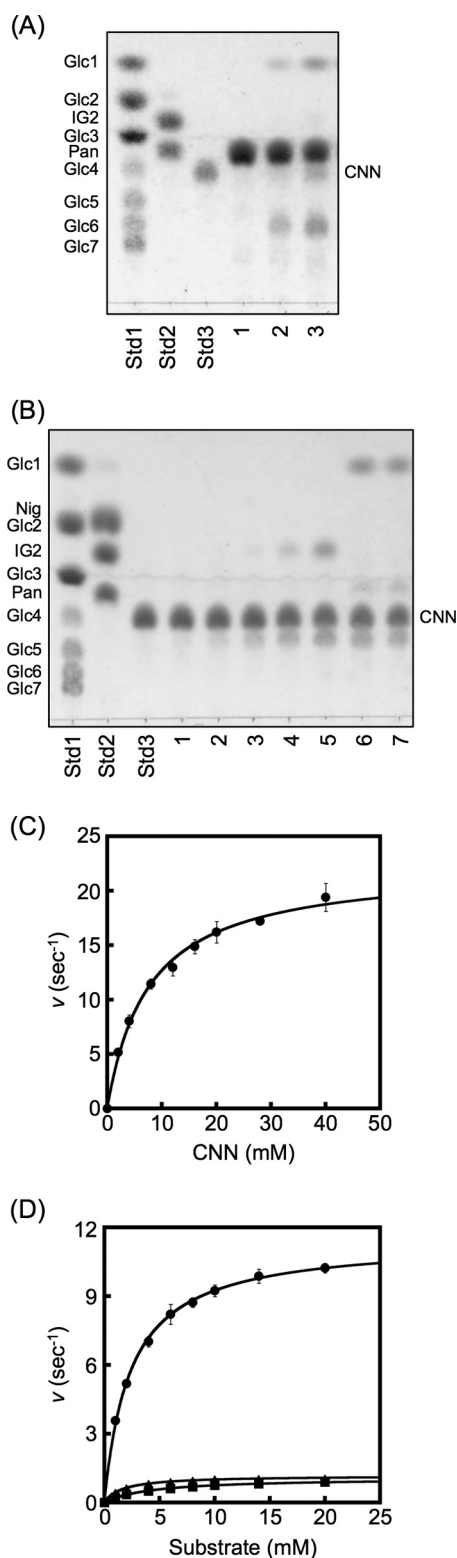 (A)
Glc1
Glc2
IG2
Glc3
Pan
Glc4
CNN
Glc5
Glc6
Glc7
Std1 Std2 Std3 1 2 3
(B)
Glc1
Nig
Glc2
IG2
Glc3
Pan
Glc4
CNN
Glc5
Glc6
Glc7
Std1 Std2 Std3 1 2 3 4 5 6 7
(C)
25
20
15
10
5
0
v (sec⁻¹)
0 10 20 30 40 50
CNN (mM)
(D)
12
9
6
3
0
v (sec⁻¹)
0 5 10 15 20 25
Substrate (mM)